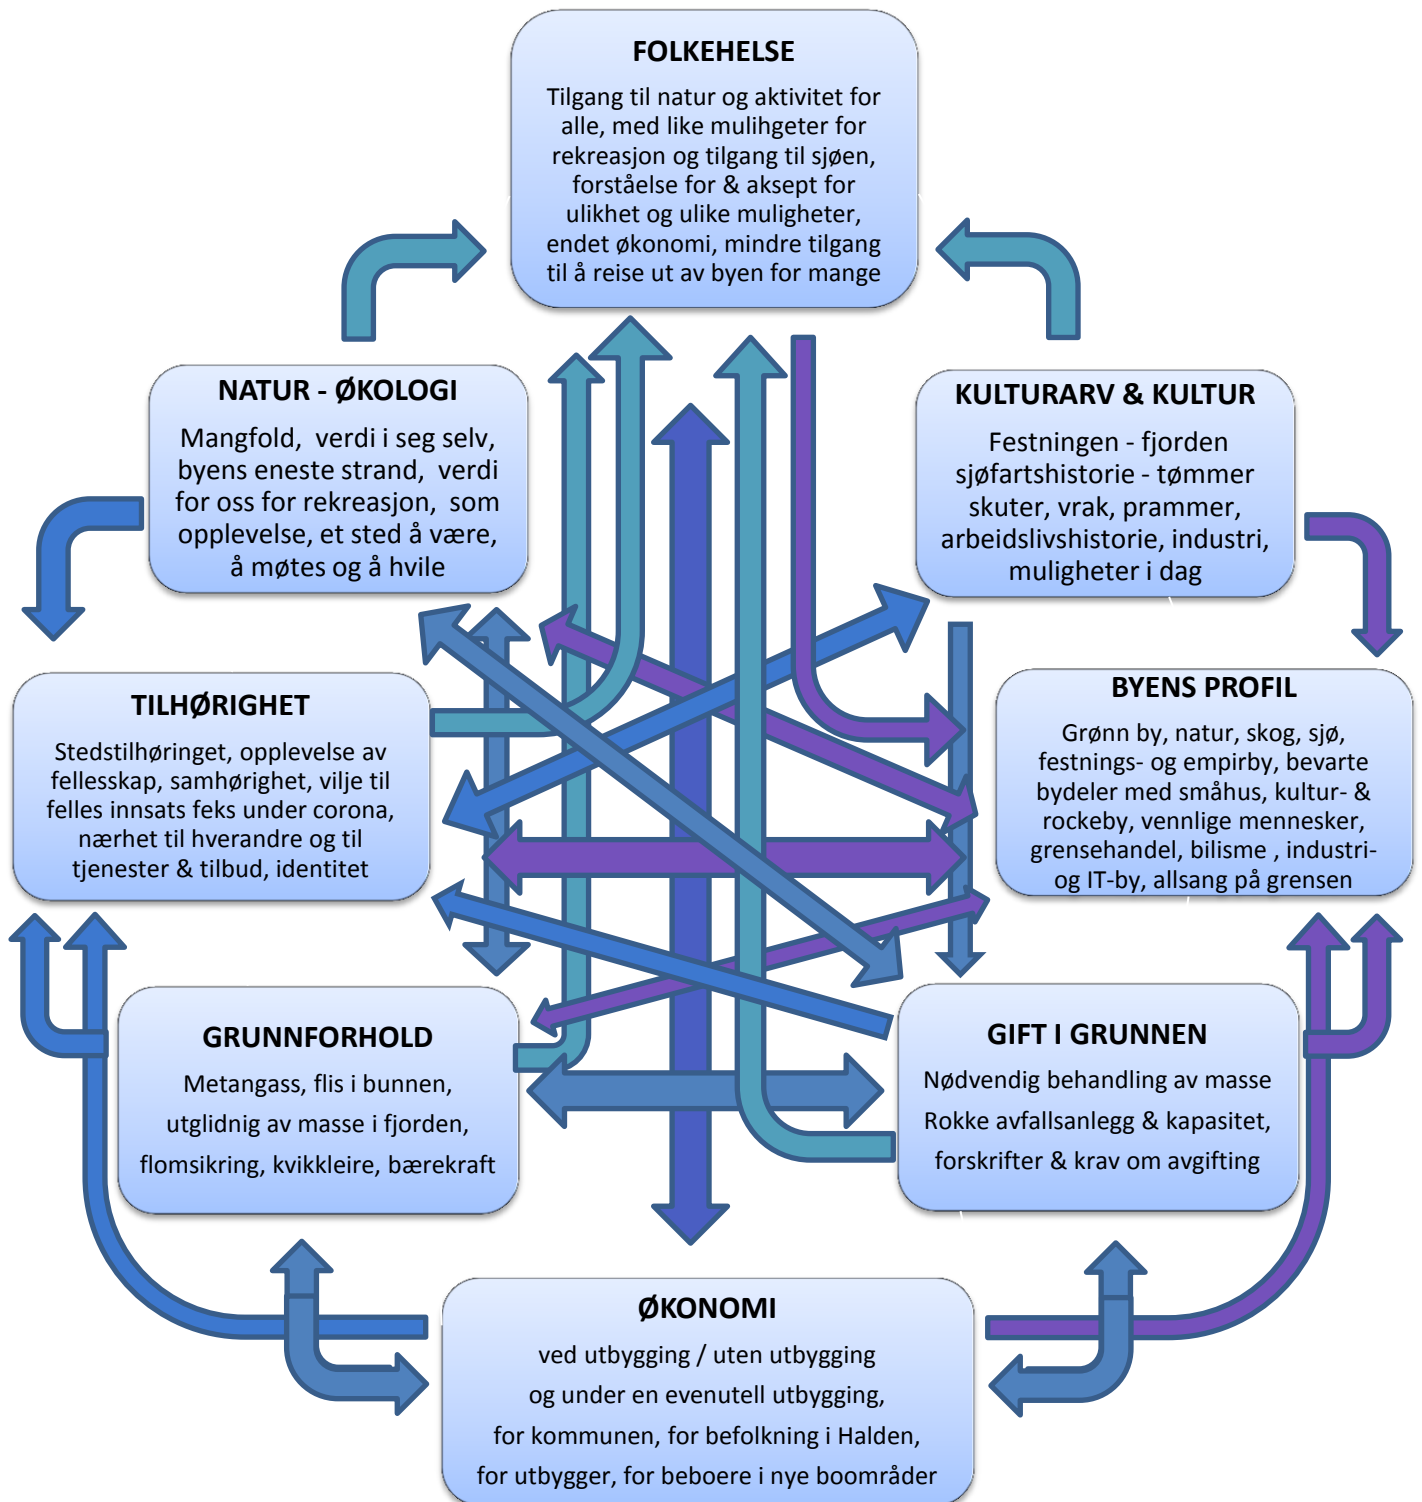 FOLKEHELSE
Tilgang til natur og aktivitet for
alle, med like mulihgeter for
rekreasjon og tilgang til sjøen,
forståelse for & aksept for
ulikhet og ulike muligheter,
endet økonomi, mindre tilgang
til å reise ut av byen for mange
NATUR - ØKOLOGI
Mangfold, verdi i seg selv,
byens eneste strand, verdi
for oss for rekreasjon, som
opplevelse, et sted å være,
å møtes og å hvile
KULTURARV & KULTUR
Festningen - fjorden
sjøfartshistorie - tømmer
skuter, vrak, prammer,
arbeidslivshistorie, industri,
muligheter i dag
TILHØRIGHET
Stedstilhøringet, opplevelse av
fellesskap, samhørighet, vilje til
felles innsats feks under corona,
nærhet til hverandre og til
tjenester & tilbud, identitet
BYENS PROFIL
Grønn by, natur, skog, sjø,
festnings- og empirby, bevarte
bydeler med småhus, kultur- &
rockeby, vennlige mennesker,
grensehandel, bilisme , industri-
og IT-by, allsang på grensen
GRUNNFORHOLD
Metangass, flis i bunnen,
utglidnig av masse i fjorden,
flomsikring, kvikkleire, bærekraft
GIFT I GRUNNEN
Nødvendig behandling av masse
Rokke avfallsanlegg & kapasitet,
forskrifter & krav om avgifting
ØKONOMI
ved utbygging / uten utbygging
og under en evenutell utbygging,
for kommunen, for befolkning i Halden,
for utbygger, for beboere i nye boområder